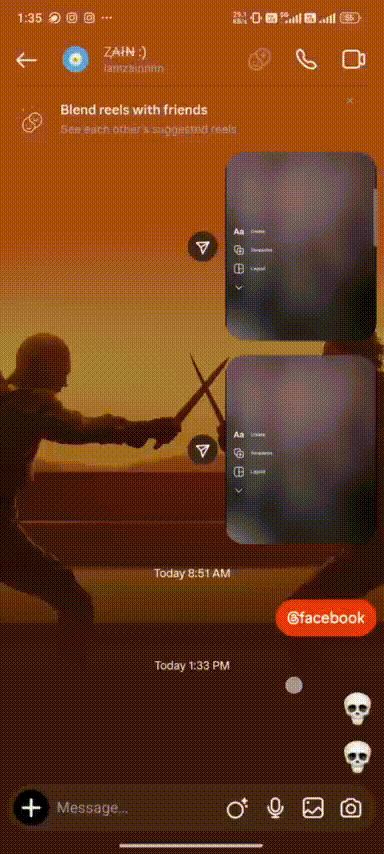 1:35
55
ZAIN :)
iamzainnnn
Blend reels with friends
See each other's suggested reels
Aa Create
Boomerang
Layout
Aa Create
Boomerang
Layout
Today 8:51 AM
@facebook
Today 1:33 PM
Message...